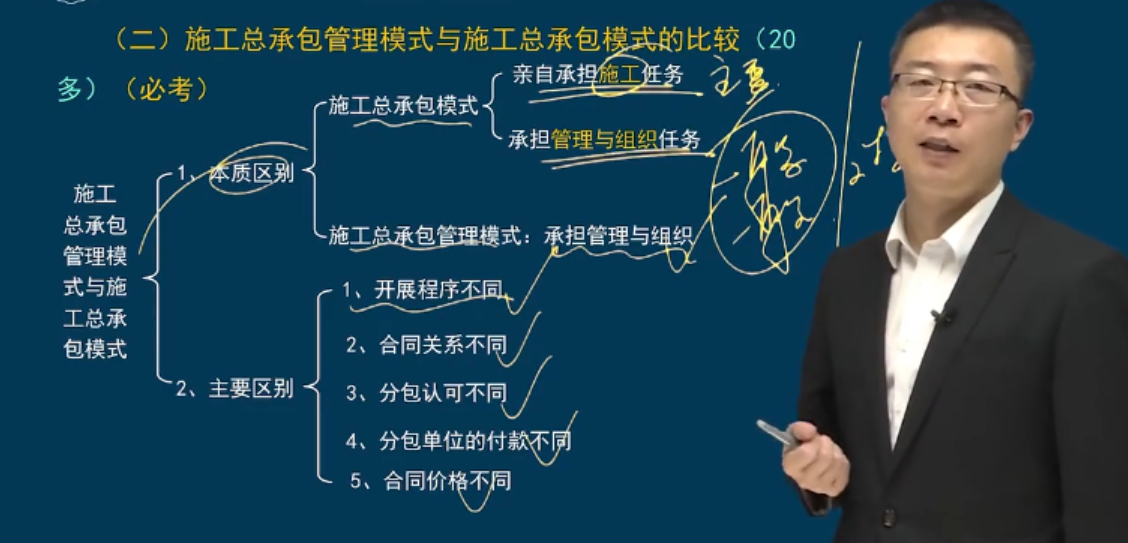 （二）施工总承包管理模式与施工总承包模式的比较（20
多）（必考）
施工
总承包
管理模
式与施
工总承
包模式
1、本质区别
施工总承包模式
亲自承担施工任务
主要
承担管理与组织任务
施工总承包管理模式：承担管理与组织
2、主要区别
1、开展程序不同
2、合同关系不同
3、分包认可不同
4、分包单位的付款不同
5、合同价格不同